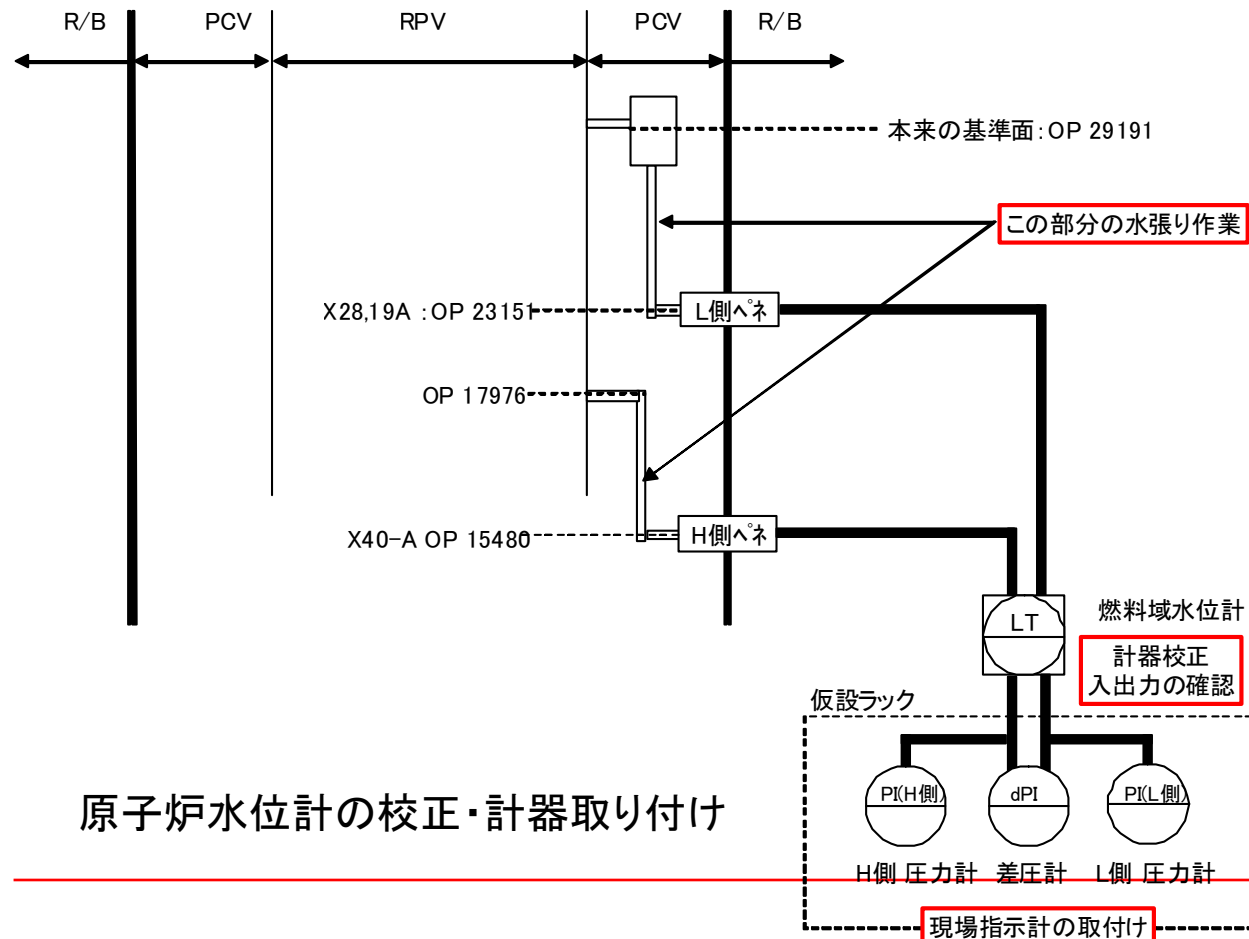 R/B PCV RPV PCV R/B
本来の基準面:OP 29191
この部分の水張り作業
X28,19A :OP 23151
L側ペネ
OP 17976
X40-A OP 15480
H側ペネ
LT
燃料域水位計
計器校正
入出力の確認
仮設ラック
PI(H側) dPI PI(L側)
H側 圧力計 差圧計 L側 圧力計
原子炉水位計の校正・計器取り付け
現場指示計の取付け